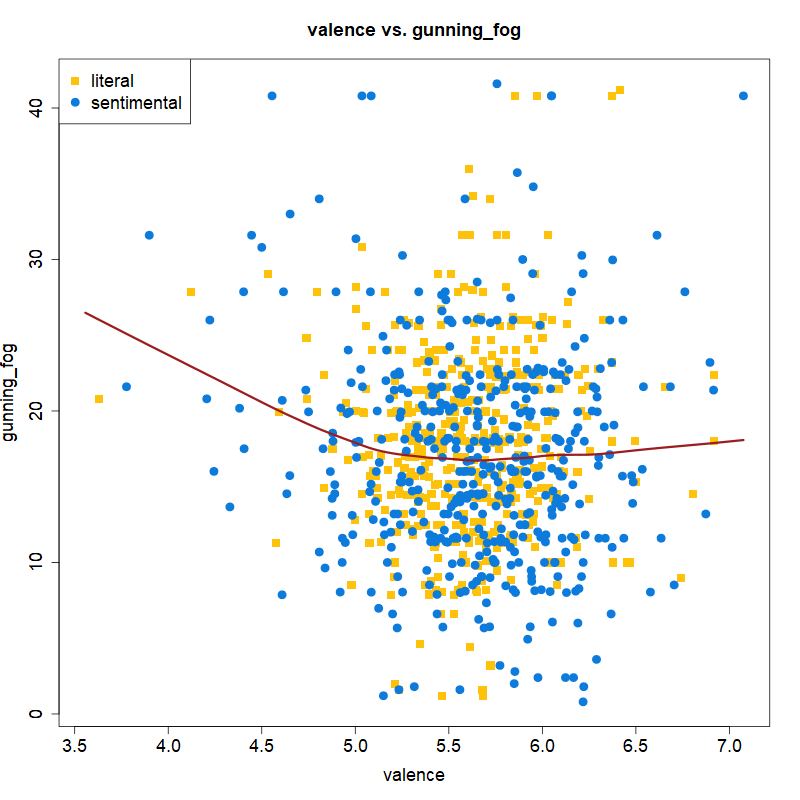 valence vs. gunning_fog
literal
sentimental
40
30
20
10
0
gunning_fog
3.5 4.0 4.5 5.0 5.5 6.0 6.5 7.0
valence